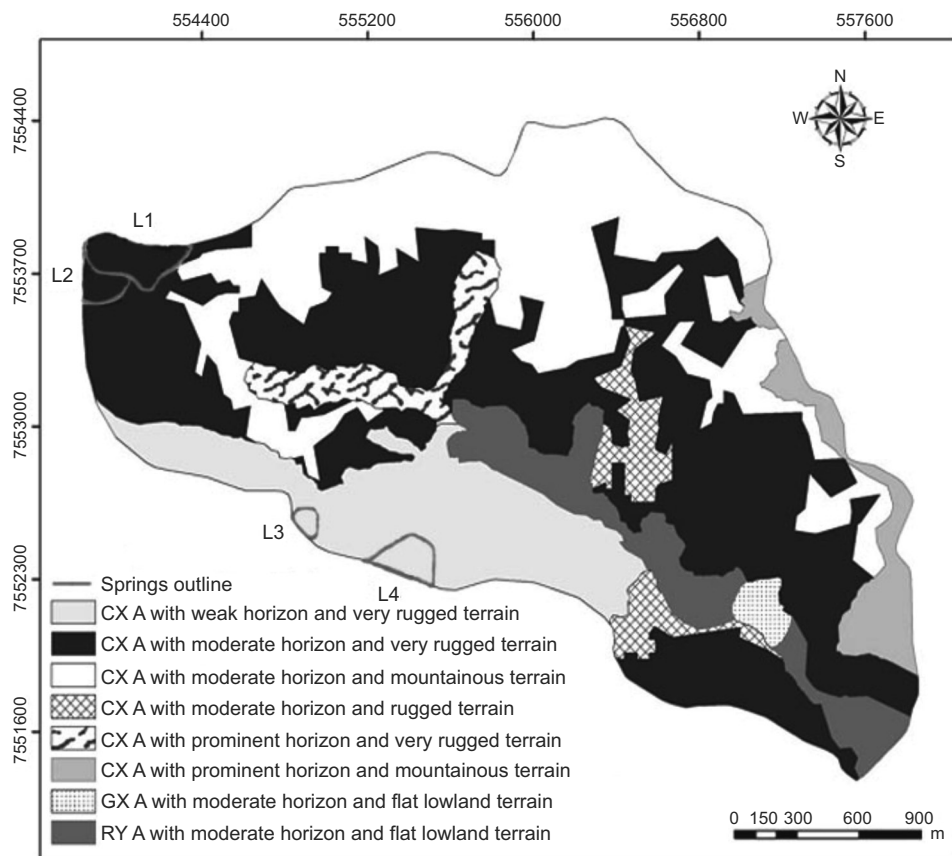 554400 555200 556000 556800 557600
7554400
7553700
7553000
7552300
7551600
N
W E
S
L1
L2
L3
L4
Springs outline
CX A with weak horizon and very rugged terrain
CX A with moderate horizon and very rugged terrain
CX A with moderate horizon and mountainous terrain
CX A with moderate horizon and rugged terrain
CX A with prominent horizon and very rugged terrain
CX A with prominent horizon and mountainous terrain
GX A with moderate horizon and flat lowland terrain
RY A with moderate horizon and flat lowland terrain
0 150 300 600 900
m